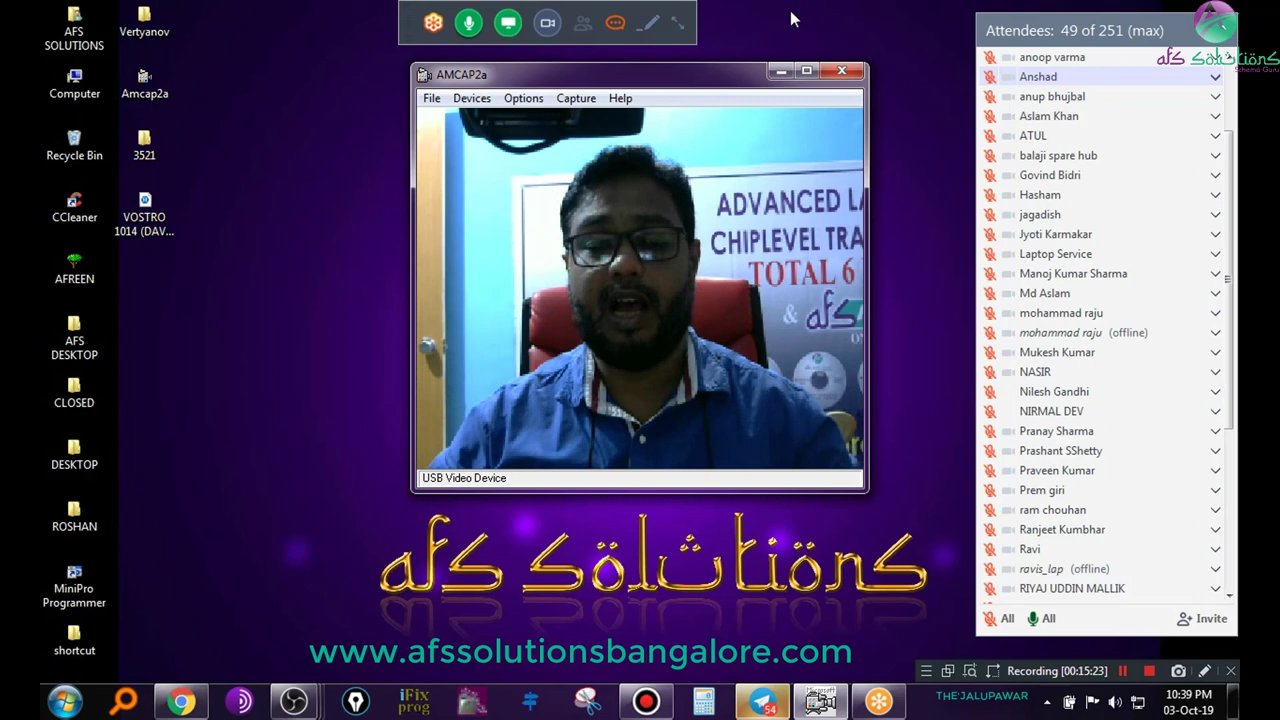 AFS SOLUTIONS
Vertyanov
Computer
Amcap2a
Recycle Bin
3521
CCleaner
VOSTRO 1014 (DAV...
AFREEN
AFS DESKTOP
CLOSED
DESKTOP
ROSHAN
MiniPro Programmer
shortcut
AMCAP2a
File Devices Options Capture Help
ADVANCED LA
CHIPLEVEL TRA
TOTAL 6
& afs
USB Video Device
afs solutions
www.afssolutionsbangalore.com
Attendees: 49 of 251 (max)
afs solutions
anoop varma
Anshad
anup bhujbal
Aslam Khan
ATUL
balaji spare hub
Govind Bidri
Hasham
jagadish
Jyoti Karmakar
Laptop Service
Manoj Kumar Sharma
Md Aslam
mohammad raju
mohammad raju (offline)
Mukesh Kumar
NASIR
Nilesh Gandhi
NIRMAL DEV
Pranay Sharma
Prashant SShetty
Praveen Kumar
Prem giri
ram chouhan
Ranjeet Kumbhar
Ravi
ravis_lap (offline)
RIYAJ UDDIN MALLIK
All All Invite
Recording [00:15:23]
iFix prog
54
Microsoft
THE'JALUPAWAR
10:39 PM
03-Oct-19